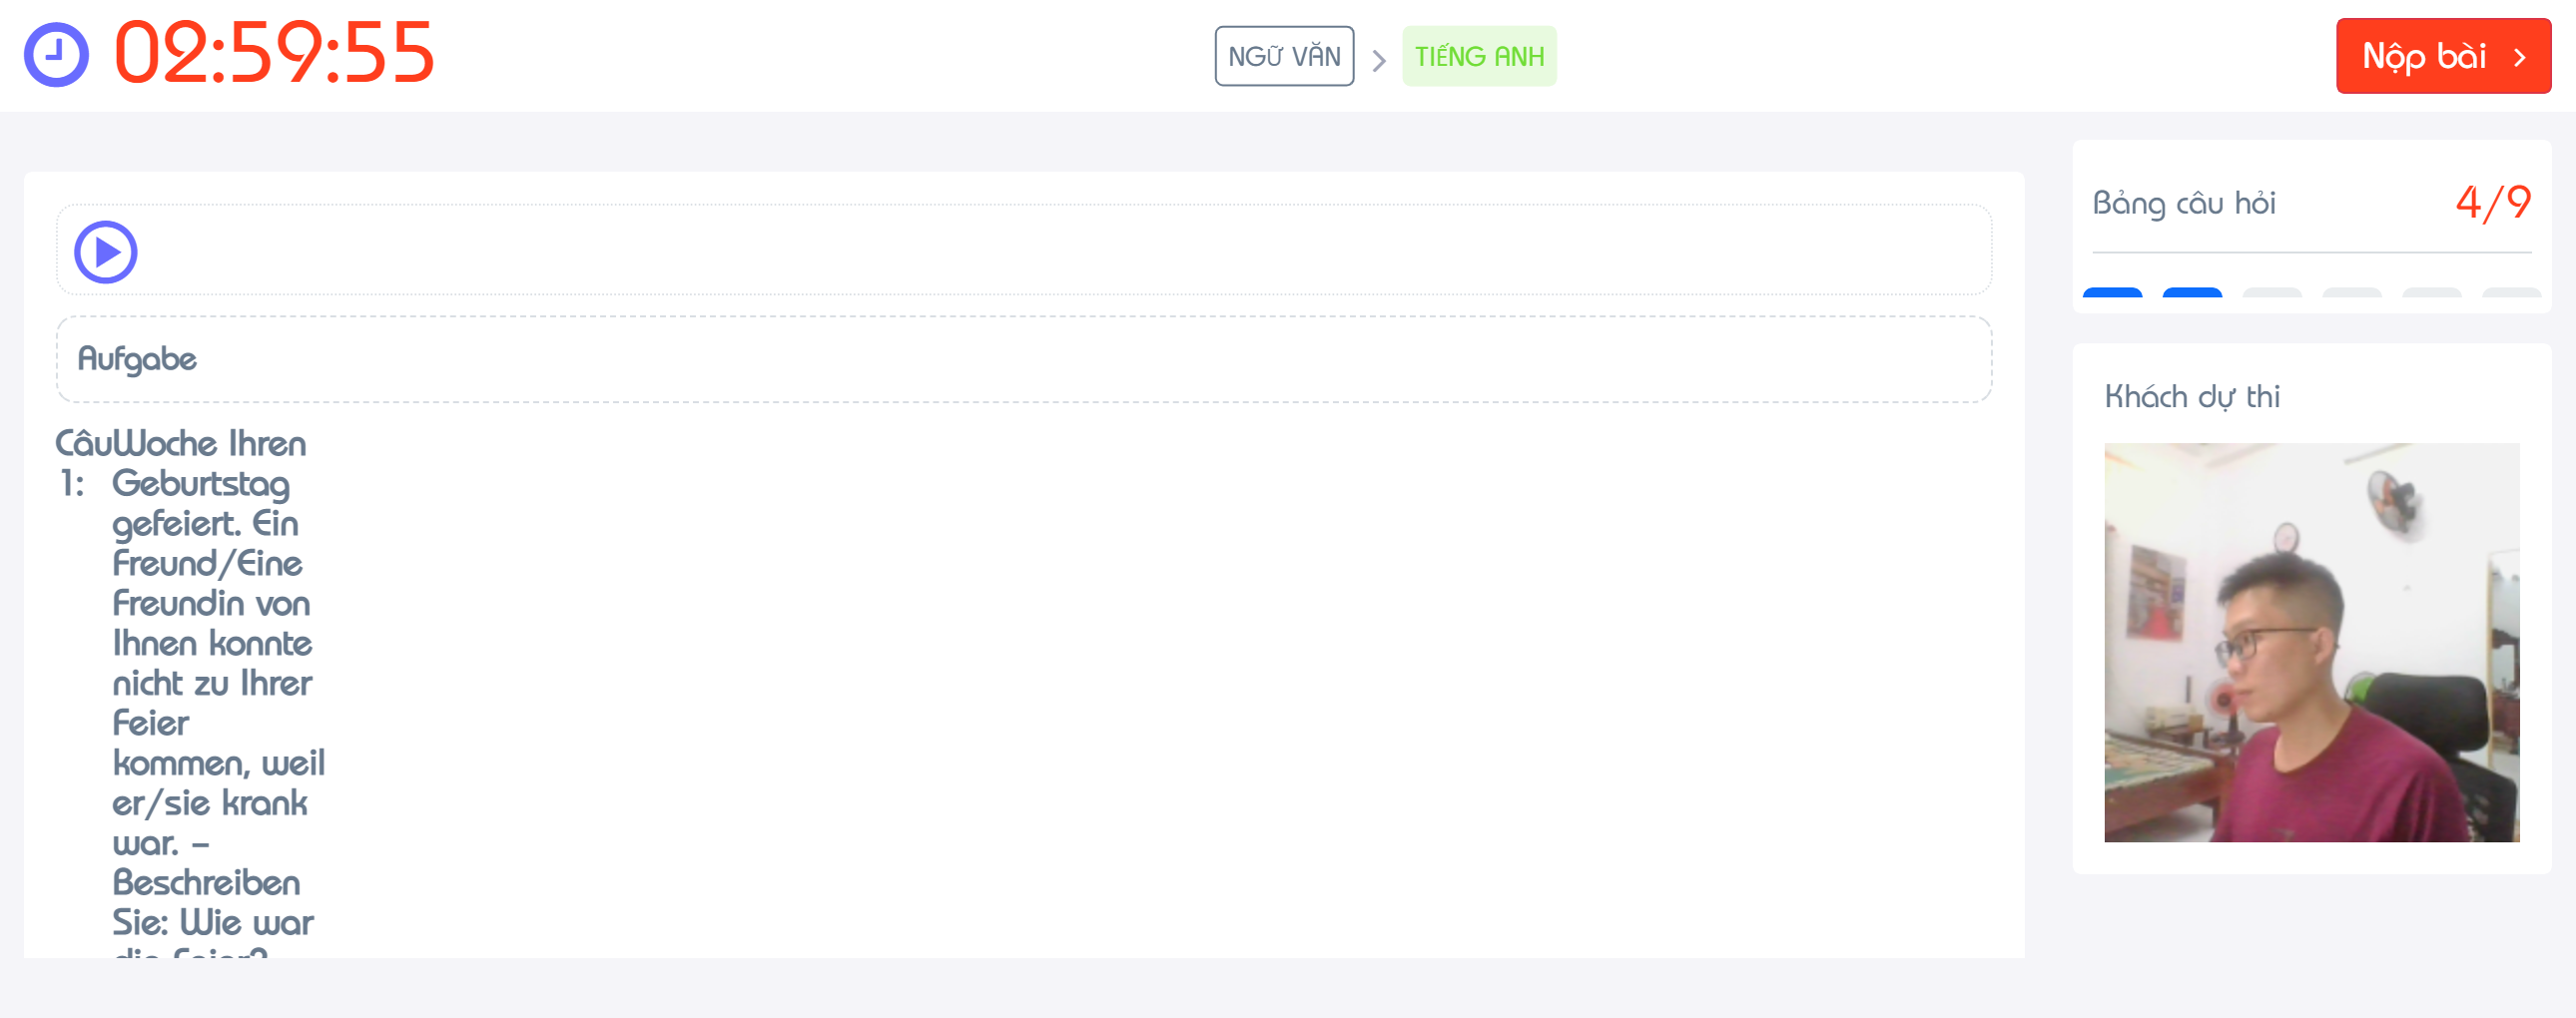 02:59:55
NGỮ VĂN
TIẾNG ANH
Nộp bài
Bảng câu hỏi
4/9
Aufgabe
Câu 1:
Woche Ihren
Geburtstag
gefeiert. Ein
Freund/Eine
Freundin von
Ihnen konnte
nicht zu Ihrer
Feier
kommen, weil
er/sie krank
war. –
Beschreiben
Sie: Wie war
die Feier?
Khách dự thi